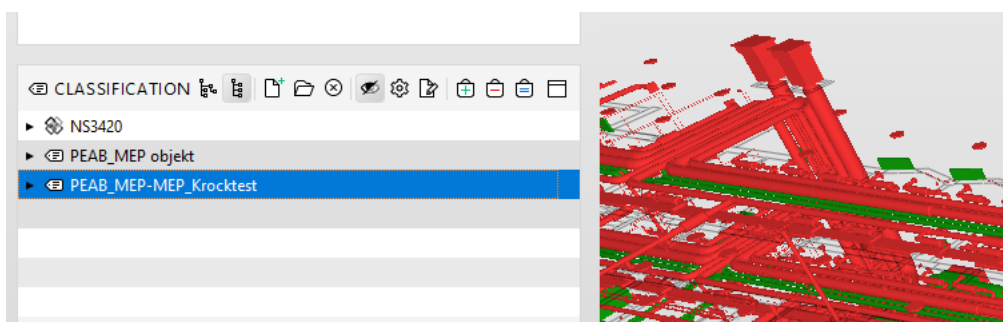 CLASSIFICATION
NS3420
PEAB_MEP objekt
PEAB_MEP-MEP_Krocktest